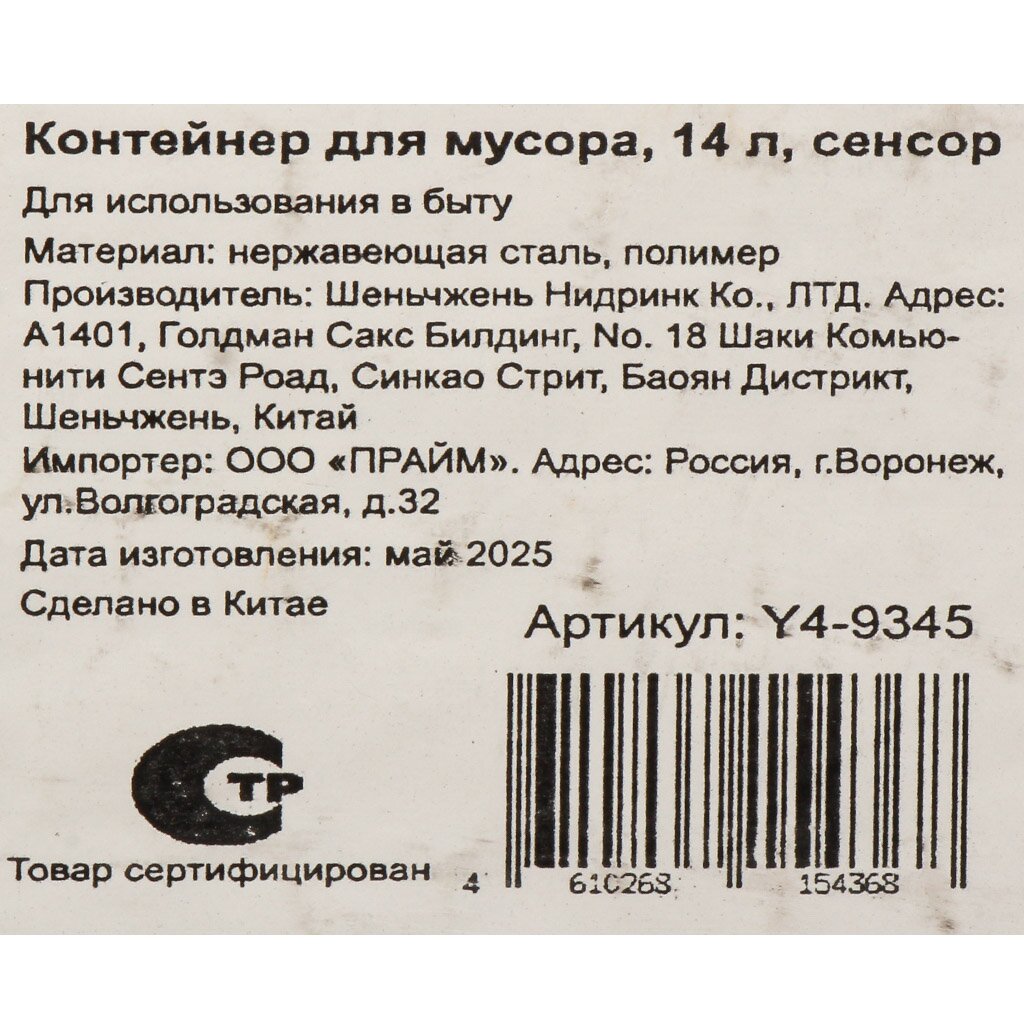 Контейнер для мусора, 14 л, сенсор
Для использования в быту
Материал: нержавеющая сталь, полимер
Производитель: Шеньчжень Нидринк Ко., ЛТД. Адрес:
А1401, Голдман Сакс Билдинг, No. 18 Шаки Комью-
нити Сентэ Роад, Синкао Стрит, Баоян Дистрикт,
Шеньчжень, Китай
Импортер: ООО «ПРАЙМ». Адрес: Россия, г.Воронеж,
ул.Волгоградская, д.32
Дата изготовления: май 2025
Сделано в Китае
Артикул: Y4-9345
ТР
Товар сертифицирован
4 610268 154368